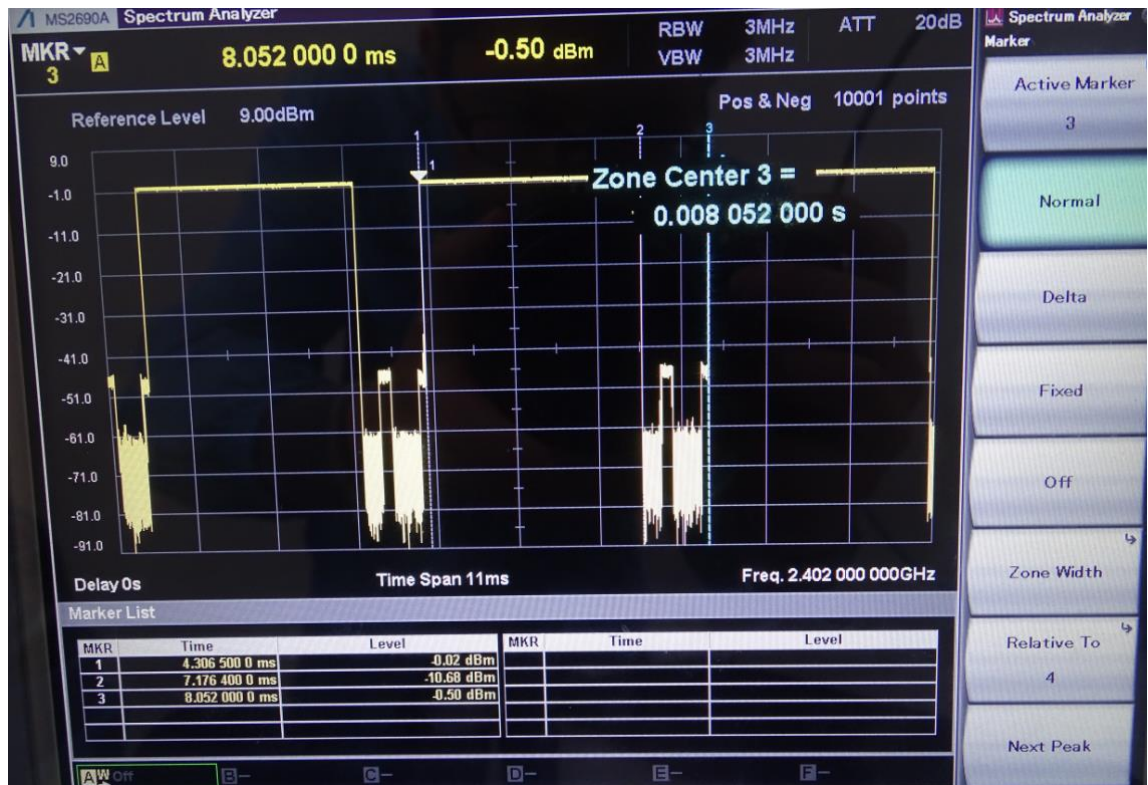 MS2690A Spectrum Analyzer
MKR A 8.052 000 0 ms -0.50 dBm RBW 3MHz ATT 20dB
3 VBW 3MHz
Reference Level 9.00dBm Pos & Neg 10001 points
1 2 3
1
9.0
-1.0
-11.0
-21.0
-31.0
-41.0
-51.0
-61.0
-71.0
-81.0
-91.0
Zone Center 3 =
0.008 052 000 s
Delay 0s Time Span 11ms Freq. 2.402 000 000GHz
Marker List
MKR Time Level MKR Time Level
1 4.306 500 0 ms -0.02 dBm
2 7.176 400 0 ms -10.68 dBm
3 8.052 000 0 ms -0.50 dBm
A W Off B C D E F
Spectrum Analyzer
Marker
Active Marker
3
Normal
Delta
Fixed
Off
Zone Width
Relative To
4
Next Peak